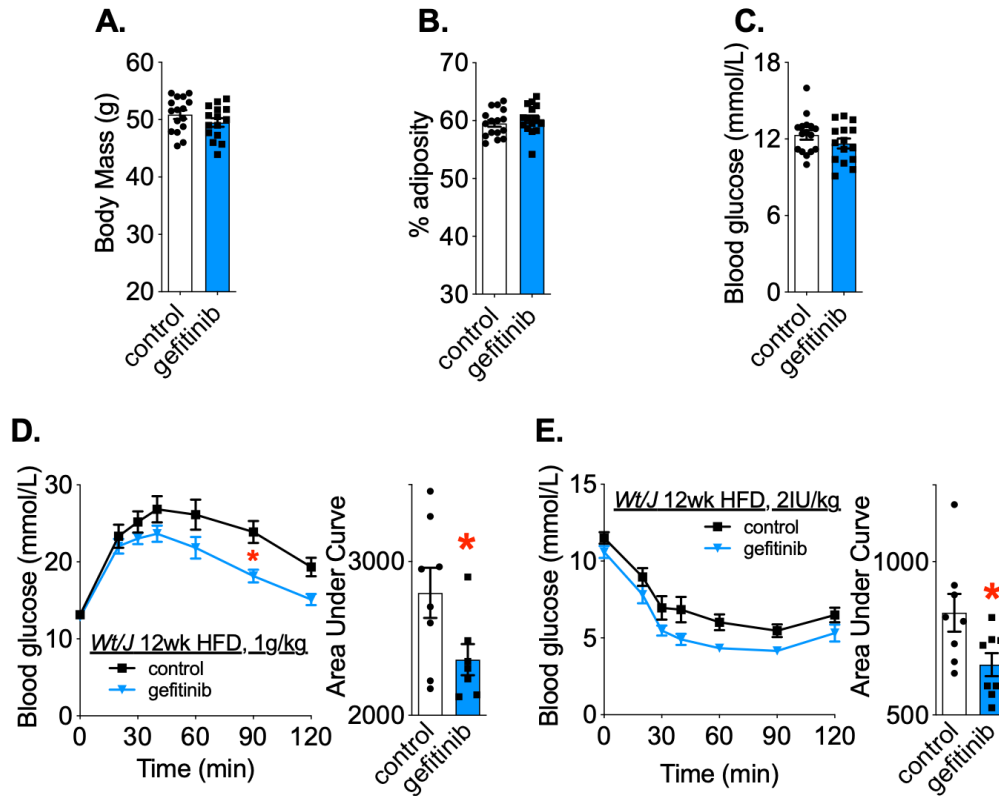 A.
B.
C.
Body Mass (g)
60
50
40
30
20
control
gefitinib
% adiposity
70
60
50
40
30
control
gefitinib
Blood glucose (mmol/L)
18
12
6
0
control
gefitinib
D.
E.
Blood glucose (mmol/L)
30
20
10
0
Wt/J 12wk HFD, 1g/kg
control
gefitinib
*
0 30 60 90 120
Time (min)
Area Under Curve
3000
2000
*
control
gefitinib
Blood glucose (mmol/L)
15
10
5
0
Wt/J 12wk HFD, 2IU/kg
control
gefitinib
0 30 60 90 120
Time (min)
Area Under Curve
1000
500
*
control
gefitinib